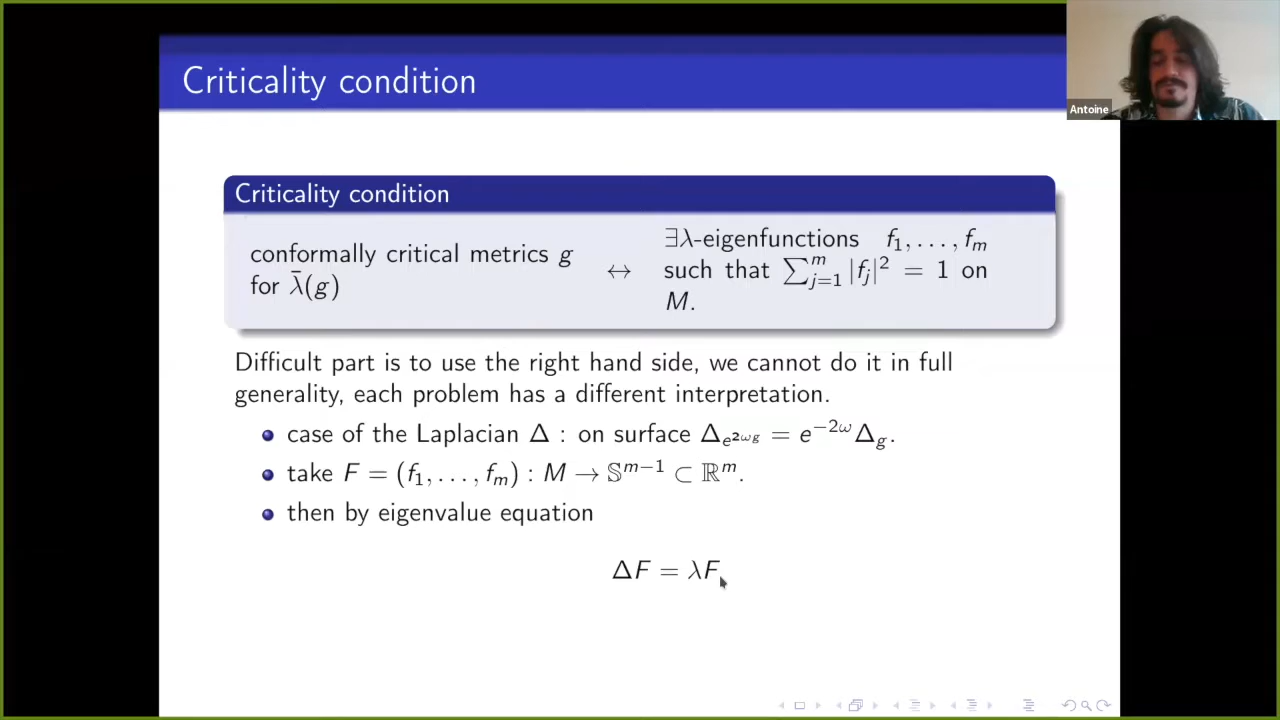 Criticality condition
Antoine
Criticality condition
conformally critical metrics g
for λ̄(g)
↔
∃λ-eigenfunctions f₁, . . . , fₘ
such that ∑ᵐⱼ₌₁ |fⱼ|² = 1 on
M.
Difficult part is to use the right hand side, we cannot do it in full
generality, each problem has a different interpretation.
case of the Laplacian Δ : on surface Δ_{e^{2ω}g} = e^{−2ω}Δ_g.
take F = (f₁, . . . , fₘ) : M → 𝕊^{m−1} ⊂ ℝ^m.
then by eigenvalue equation
ΔF = λF